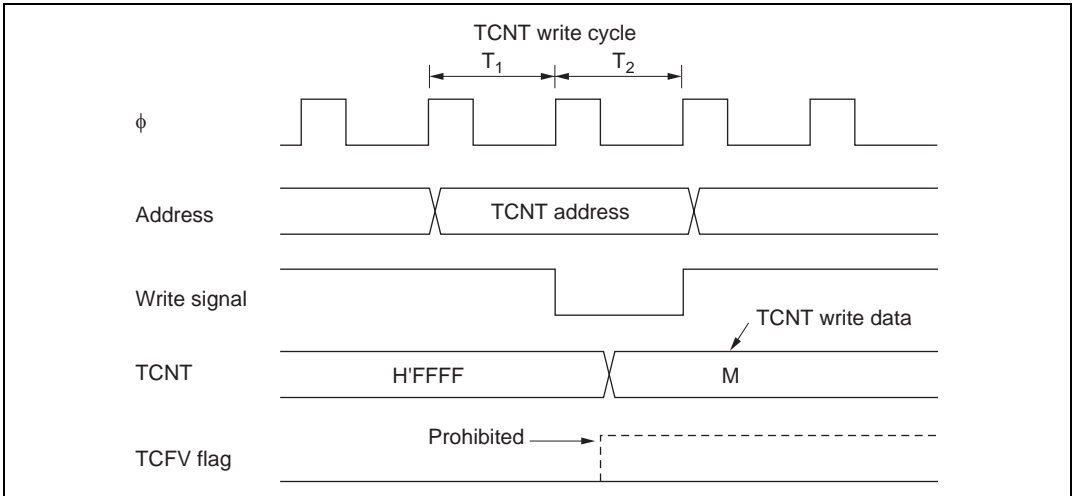 TCNT write cycle
T1 T2
ϕ
Address
TCNT address
Write signal
TCNT write data
TCNT
H'FFFF
M
Prohibited
TCFV flag